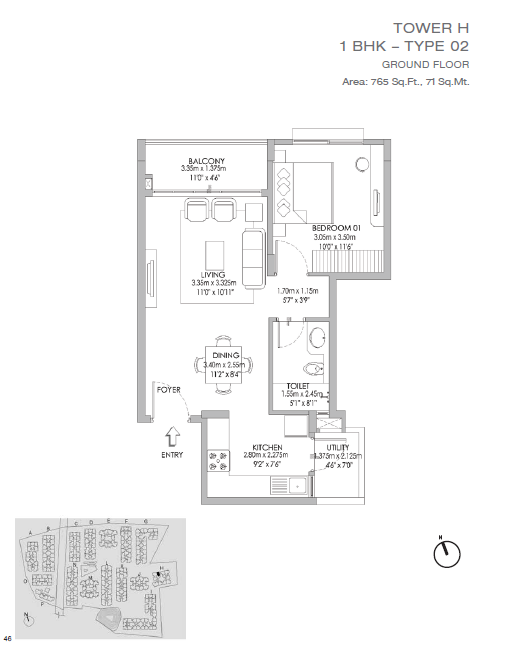 TOWER H
1 BHK – TYPE 02
GROUND FLOOR
Area: 765 Sq.Ft., 71 Sq.Mt.
BALCONY
3.35m x 1.375m
11'0" x 4'6"
BEDROOM 01
3.05m x 3.50m
10'0" x 11'6"
LIVING
3.35m x 3.325m
11'0" x 10'11"
1.70m x 1.15m
5'7" x 3'9"
DINING
3.40m x 2.55m
11'2" x 8'4"
FOYER
TOILET
1.55m x 2.45m
5'1" x 8'1"
ENTRY
KITCHEN
2.80m x 2.275m
9'2" x 7'6"
UTILITY
1.375m x 2.125m
4'6" x 7'0"
N
A
B
C
D
E
F
G
H
N
46